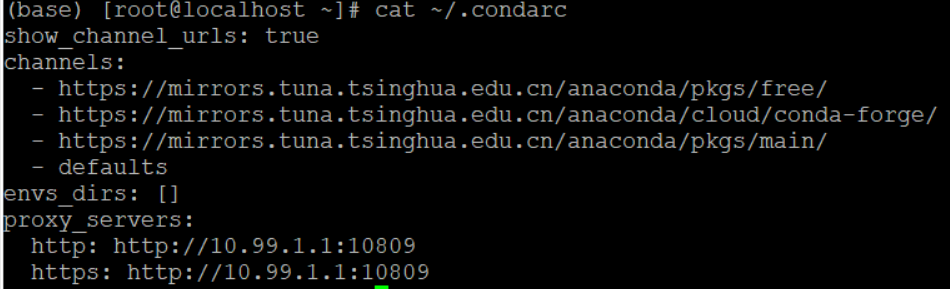 (base) [root@localhost ~]# cat ~/.condarc
show_channel_urls: true
channels:
  - https://mirrors.tuna.tsinghua.edu.cn/anaconda/pkgs/free/
  - https://mirrors.tuna.tsinghua.edu.cn/anaconda/cloud/conda-forge/
  - https://mirrors.tuna.tsinghua.edu.cn/anaconda/pkgs/main/
  - defaults
envs_dirs: []
proxy_servers:
  http: http://10.99.1.1:10809
  https: http://10.99.1.1:10809